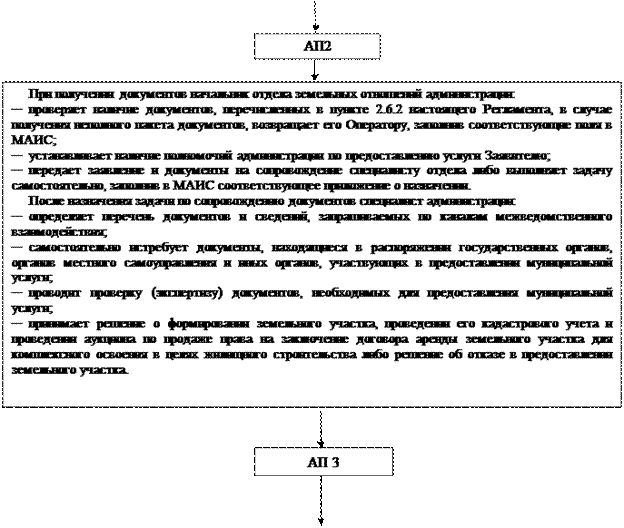 АП2
При получении документов начальник отдела земельных отношений администрации:
— проверяет наличие документов, перечисленных в пункте 2.6.2 настоящего Регламента, в случае
получения неполного пакета документов, возвращает его Оператору, заполнив соответствующие поля в
МАИС;
— устанавливает наличие полномочий администрации по предоставлению услуги Заявителю;
— передает заявление и документы на сопровождение специалисту отдела либо выполняет задачу
самостоятельно, заполнив в МАИС соответствующее приложение о назначении.
После назначения задачи по сопровождению документов специалист администрации:
— определяет перечень документов и сведений, запрашиваемых по каналам межведомственного
взаимодействия;
— самостоятельно истребует документы, находящиеся в распоряжении государственных органов,
органов местного самоуправления и иных органов, участвующих в предоставлении муниципальной
услуги;
— проводит проверку (экспертизу) документов, необходимых для предоставления муниципальной
услуги;
— принимает решение о формировании земельного участка, проведении его кадастрового учета и
проведении аукциона по продаже права на заключение договора аренды земельного участка для
комплексного освоения в целях жилищного строительства либо решение об отказе в предоставлении
земельного участка.
АП 3